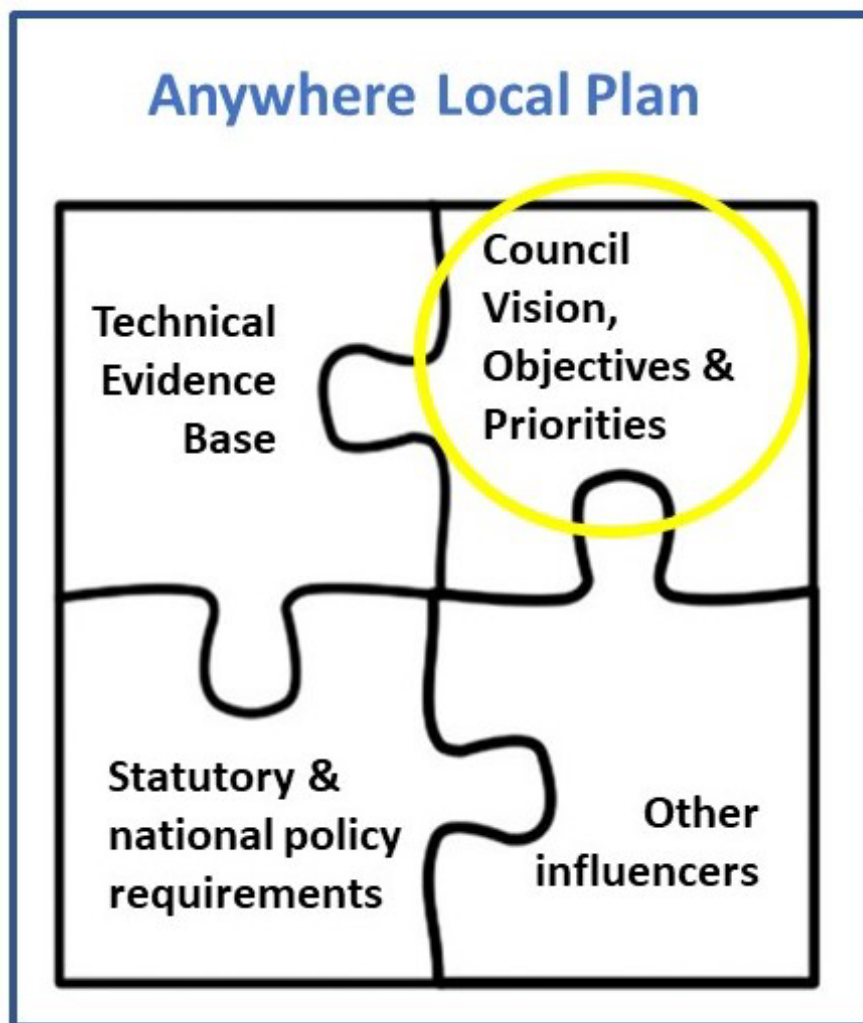 Anywhere Local Plan
Technical
Evidence
Base
Council
Vision,
Objectives &
Priorities
Statutory &
national policy
requirements
Other
influencers